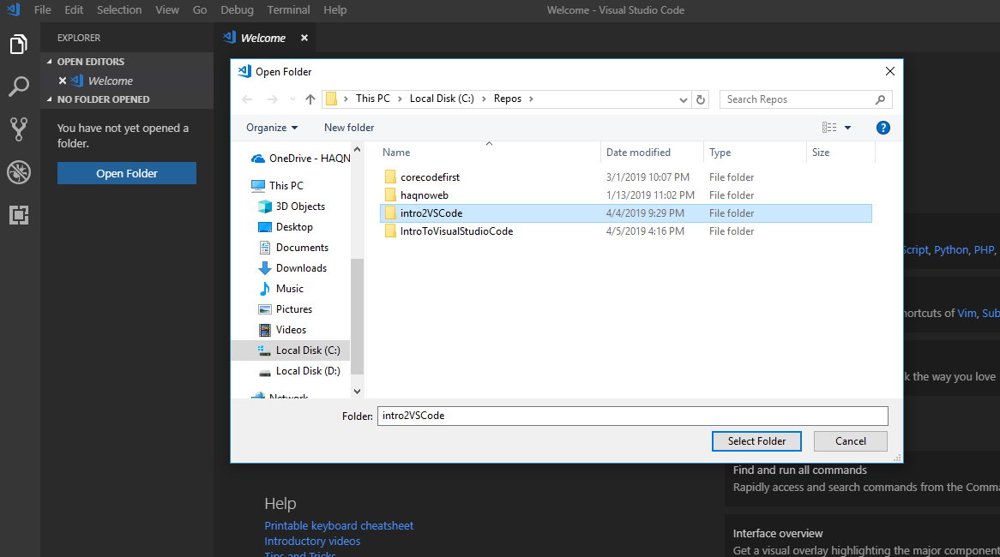 File Edit Selection View Go Debug Terminal Help Welcome - Visual Studio Code
EXPLORER
Welcome
OPEN EDITORS
Welcome
NO FOLDER OPENED
You have not yet opened a
folder.
Open Folder
Open Folder
This PC Local Disk (C:) Repos
Search Repos
Organize New folder
OneDrive - HAQN
This PC
3D Objects
Desktop
Documents
Downloads
Music
Pictures
Videos
Local Disk (C:)
Local Disk (D:)
Network
Name Date modified Type Size
corecodefirst 3/1/2019 10:07 PM File folder
haqnoweb 1/13/2019 11:02 PM File folder
intro2VSCode 4/4/2019 9:29 PM File folder
IntroToVisualStudioCode 4/5/2019 4:16 PM File folder
Folder: intro2VSCode
Select Folder Cancel
Script, Python, PHP,
hortcuts of Vim, Sub
k the way you love
Find and run all commands
Rapidly access and search commands from the Comma
Interface overview
Get a visual overlay highlighting the major component
Help
Printable keyboard cheatsheet
Introductory videos
Tips and Tricks